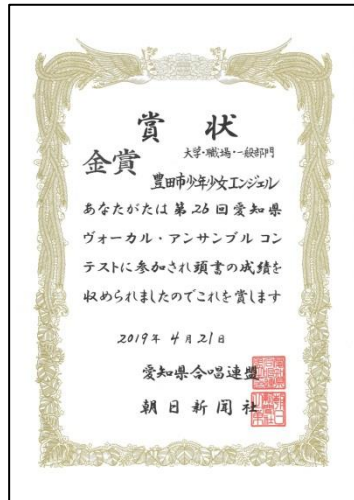 賞状
大学・職場・一般部門
金賞
豊田市少年少女エンジェル
あなたがたは第26回愛知県
ヴォーカル・アンサンブルコン
テストに参加され頭書の成績を
収められましたのでこれを賞します
2019年4月21日
愛知県合唱連盟
朝日新聞社